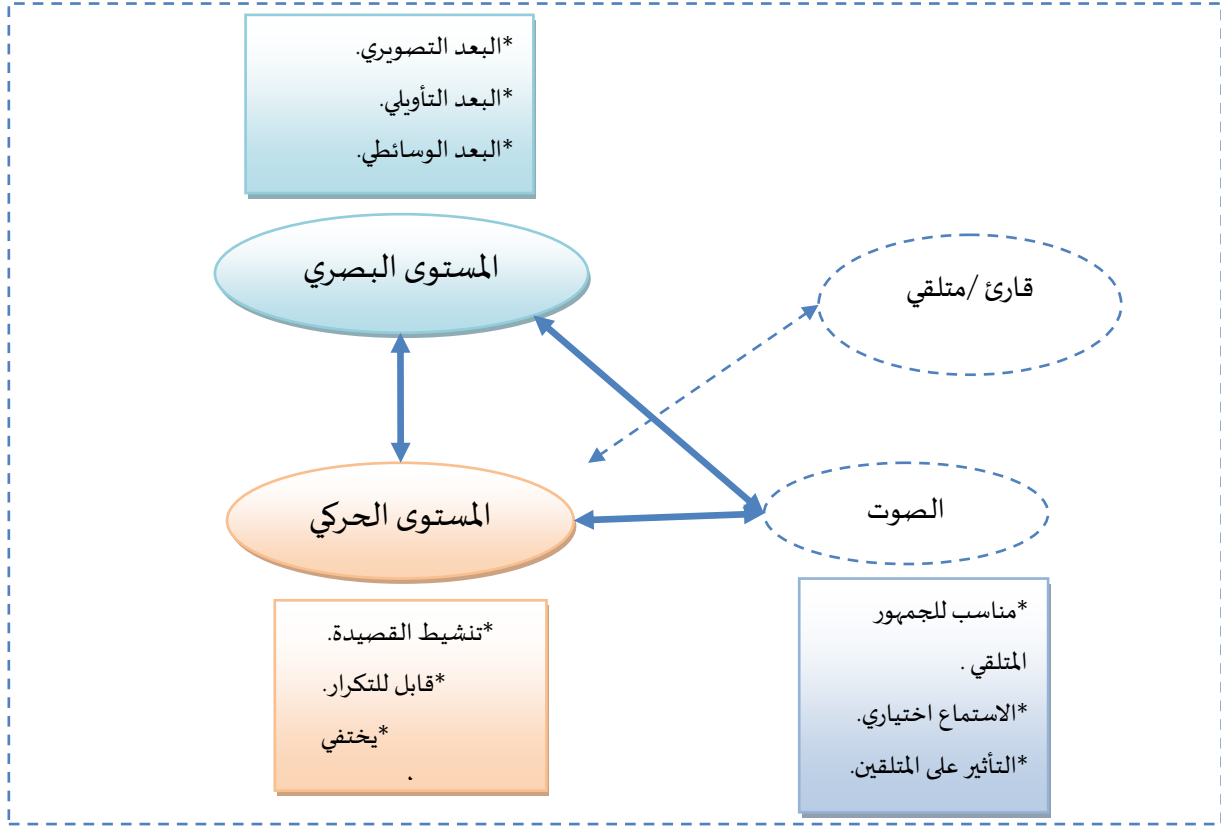 *البعد التصويري.
*البعد التأويلي.
*البعد الوسائطي.
المستوى البصري
قارئ /متلقي
المستوى الحركي
الصوت
*مناسب للجمهور
المتلقي .
*الاستماع اختياري.
*التأثير على المتلقين.
*تنشيط القصيدة.
*قابل للتكرار.
*يختفي
.